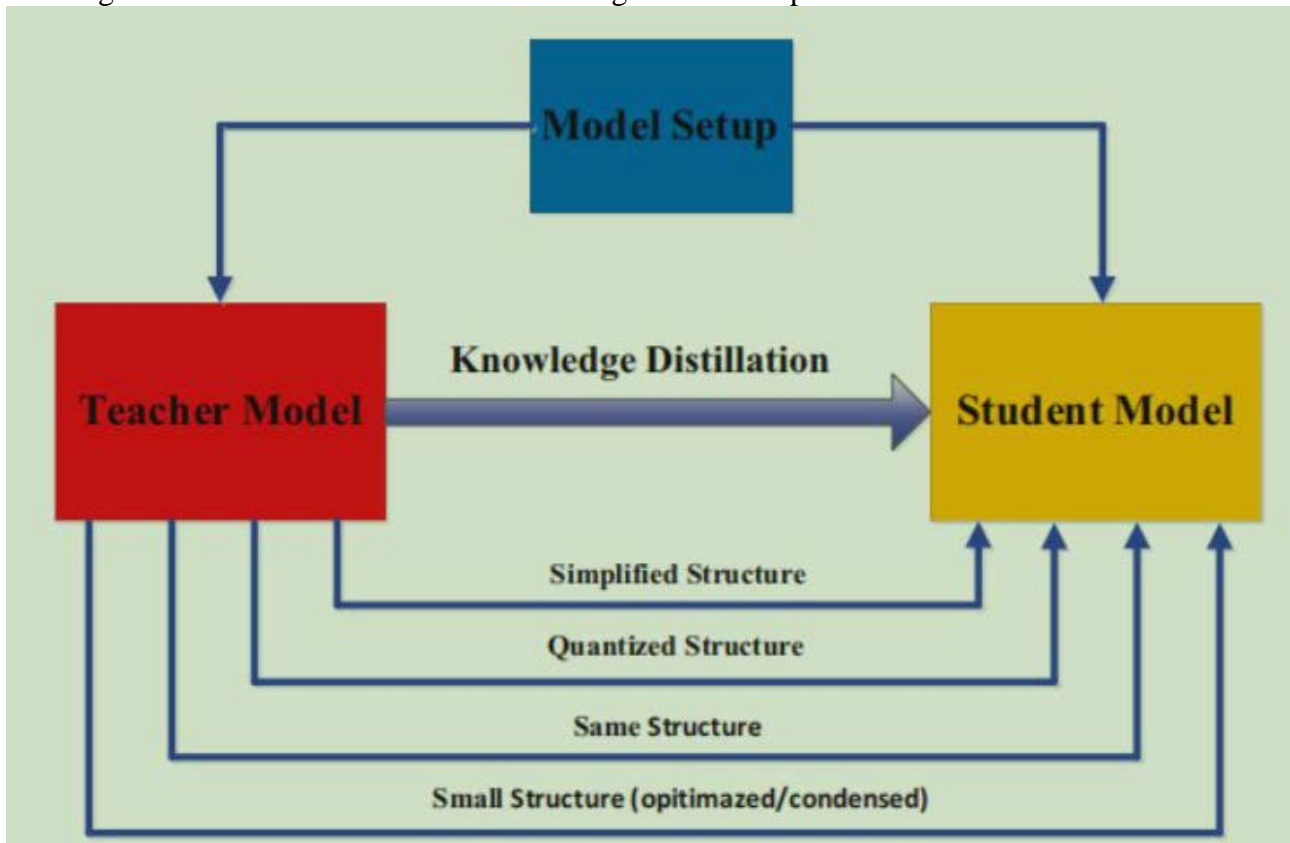 Model Setup
Knowledge Distillation
Teacher Model
Student Model
Simplified Structure
Quantized Structure
Same Structure
Small Structure (opitimazed/condensed)